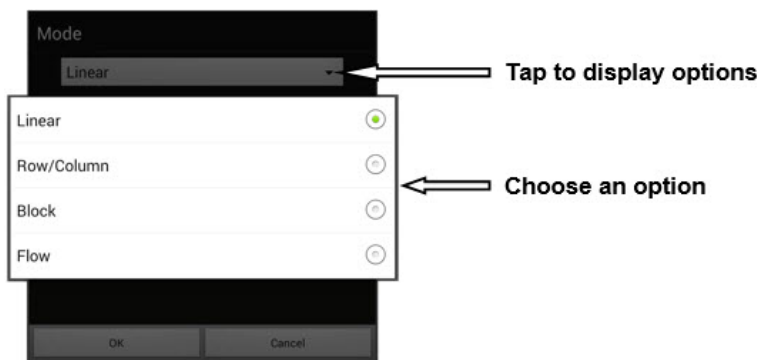 Mode
Linear
Tap to display options
Linear
Row/Column
Choose an option
Block
Flow
OK
Cancel